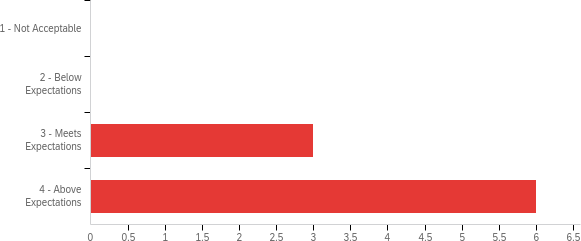 1 - Not Acceptable
2 - Below
Expectations
3 - Meets
Expectations
4 - Above
Expectations
0 0.5 1 1.5 2 2.5 3 3.5 4 4.5 5 5.5 6 6.5